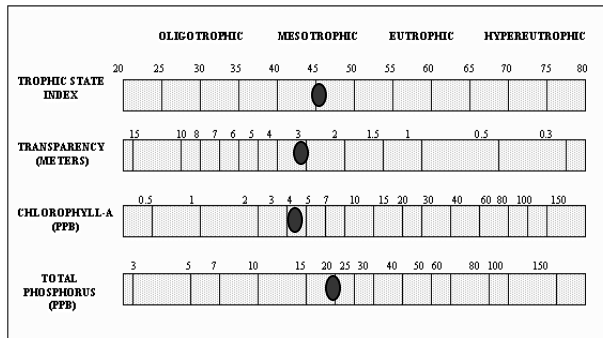 OLIGOTROPHIC MESOTROPHIC EUTROPHIC HYPEREUTROPHIC
20 25 30 35 40 45 50 55 60 65 70 75 80
TROPHIC STATE
INDEX
15 10 8 7 6 5 4 3 2 1.5 1 0.5 0.3
TRANSPARENCY
(METERS)
0.5 1 2 3 4 5 7 10 15 20 30 40 60 80 100 150
CHLOROPHYLL-A
(PPB)
3 5 7 10 15 20 25 30 40 50 60 80 100 150
TOTAL
PHOSPHORUS
(PPB)